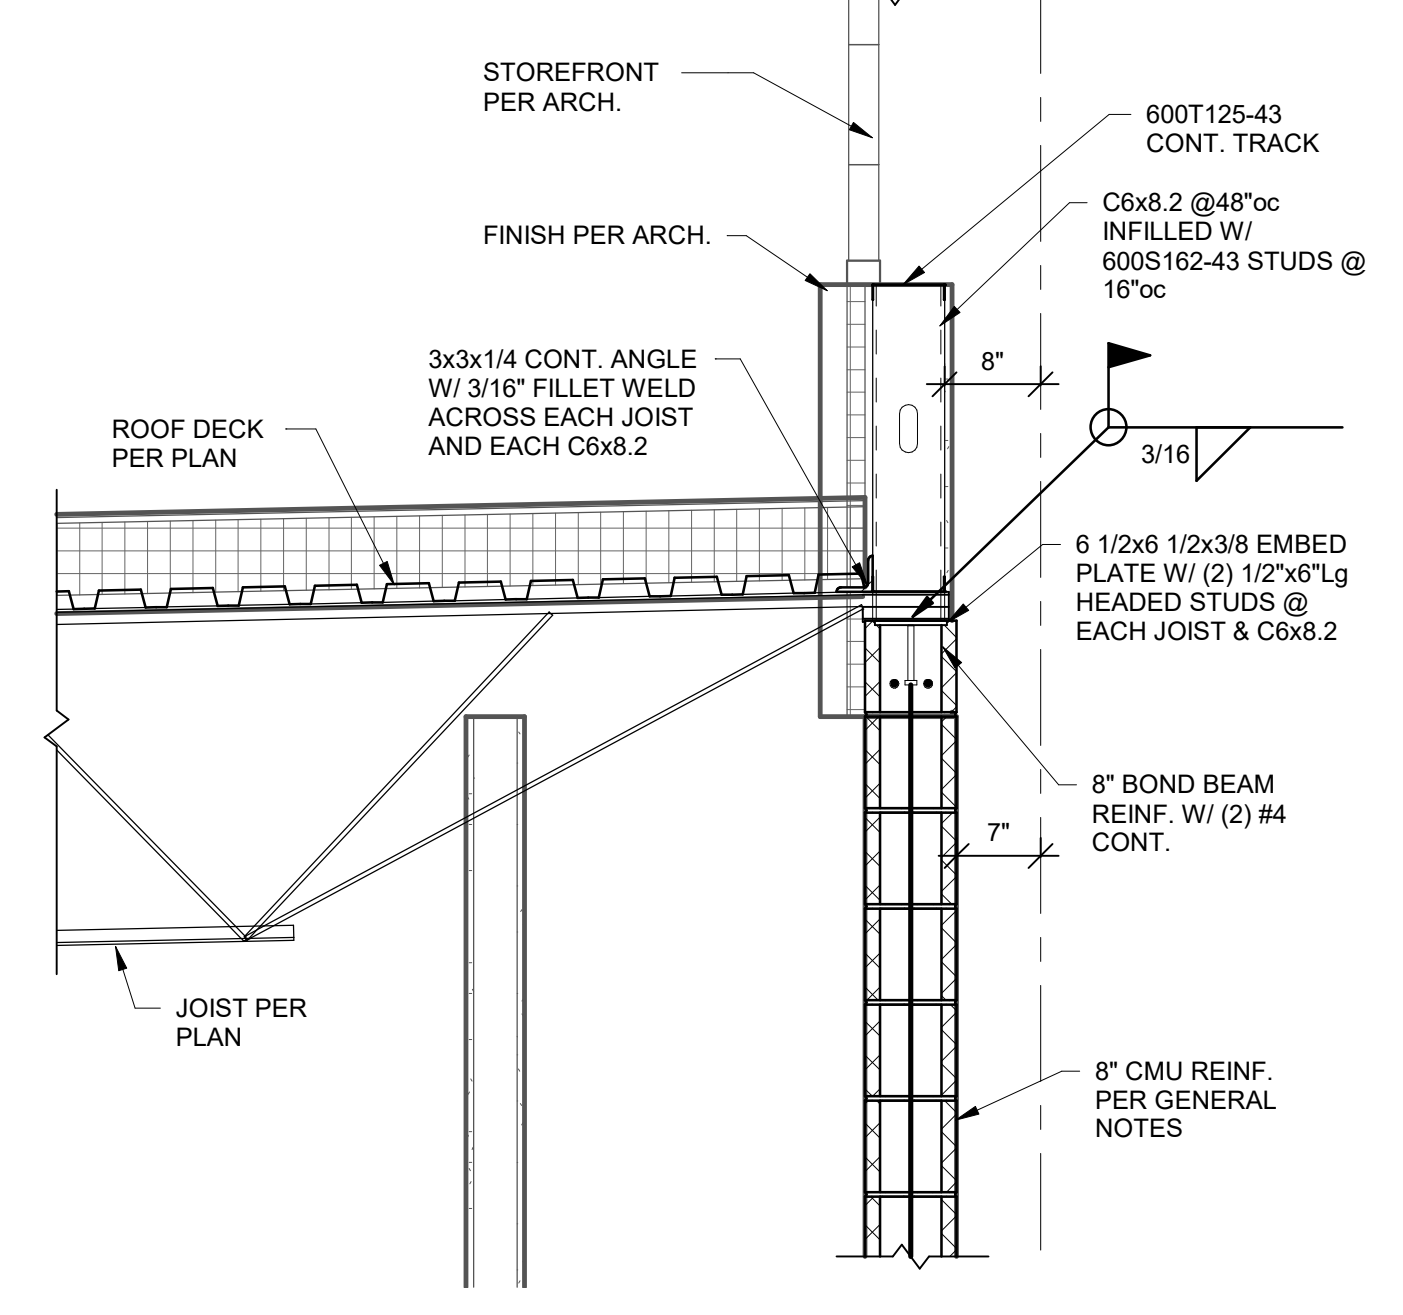 STOREFRONT
PER ARCH.
600T125-43
CONT. TRACK
C6x8.2 @48"oc
INFILLED W/
600S162-43 STUDS @
16"oc
FINISH PER ARCH.
3x3x1/4 CONT. ANGLE
W/ 3/16" FILLET WELD
ACROSS EACH JOIST
AND EACH C6x8.2
8"
ROOF DECK
PER PLAN
3/16
6 1/2x6 1/2x3/8 EMBED
PLATE W/ (2) 1/2"x6"Lg
HEADED STUDS @
EACH JOIST & C6x8.2
8" BOND BEAM
REINF. W/ (2) #4
CONT.
7"
JOIST PER
PLAN
8" CMU REINF.
PER GENERAL
NOTES